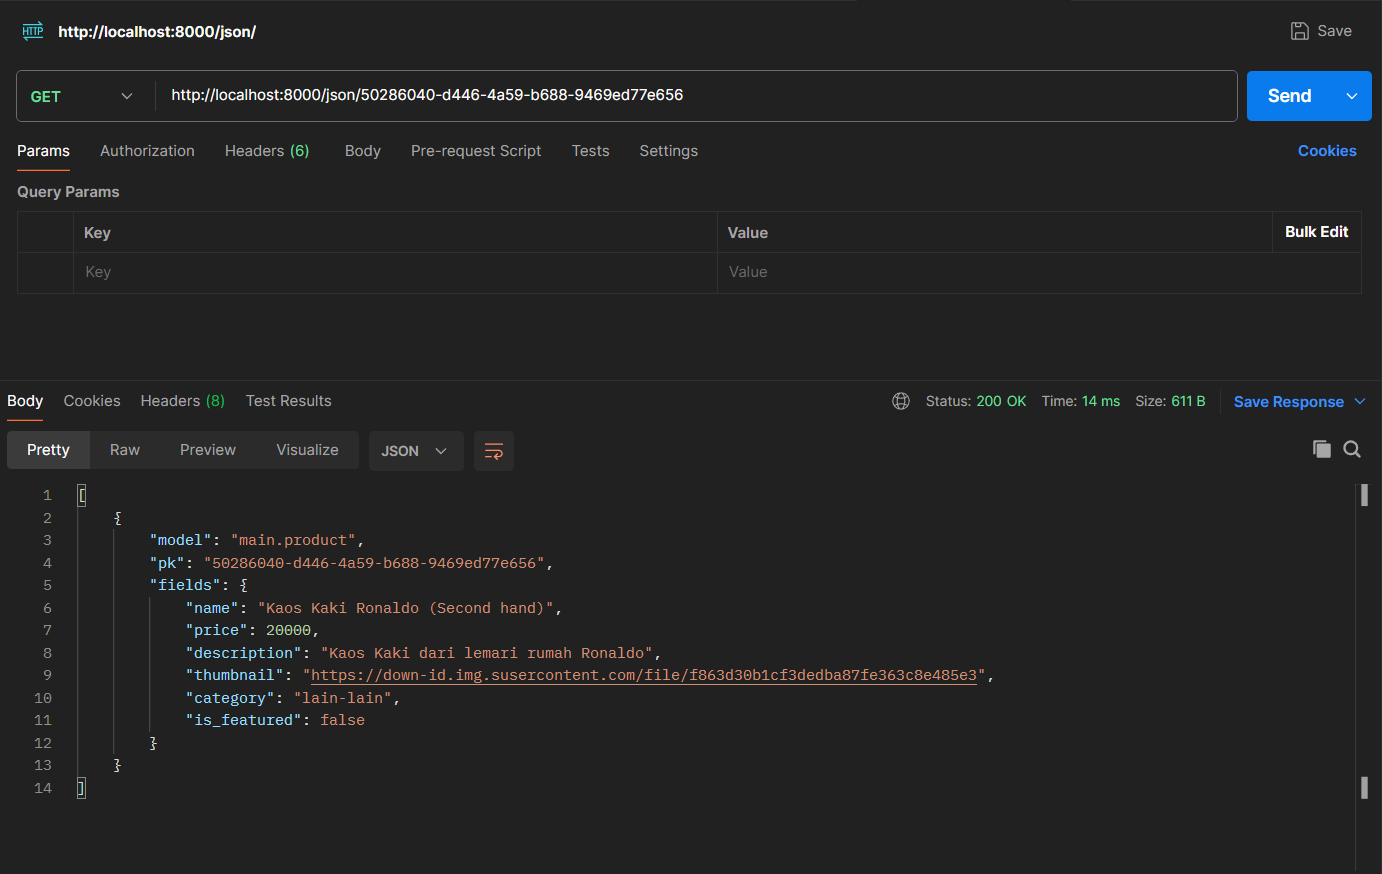 HTTP http://localhost:8000/json/ Save
GET http://localhost:8000/json/50286040-d446-4a59-b688-9469ed77e656 Send
Params Authorization Headers (6) Body Pre-request Script Tests Settings Cookies
Query Params
Key Value Bulk Edit
Key Value
Body Cookies Headers (8) Test Results Status: 200 OK Time: 14 ms Size: 611 B Save Response
Pretty Raw Preview Visualize JSON
1 [
2 {
3 "model": "main.product",
4 "pk": "50286040-d446-4a59-b688-9469ed77e656",
5 "fields": {
6 "name": "Kaos Kaki Ronaldo (Second hand)",
7 "price": 20000,
8 "description": "Kaos Kaki dari lemari rumah Ronaldo",
9 "thumbnail": "https://down-id.img.susercontent.com/file/f863d30b1cf3dedba87fe363c8e485e3",
10 "category": "lain-lain",
11 "is_featured": false
12 }
13 }
14 ]